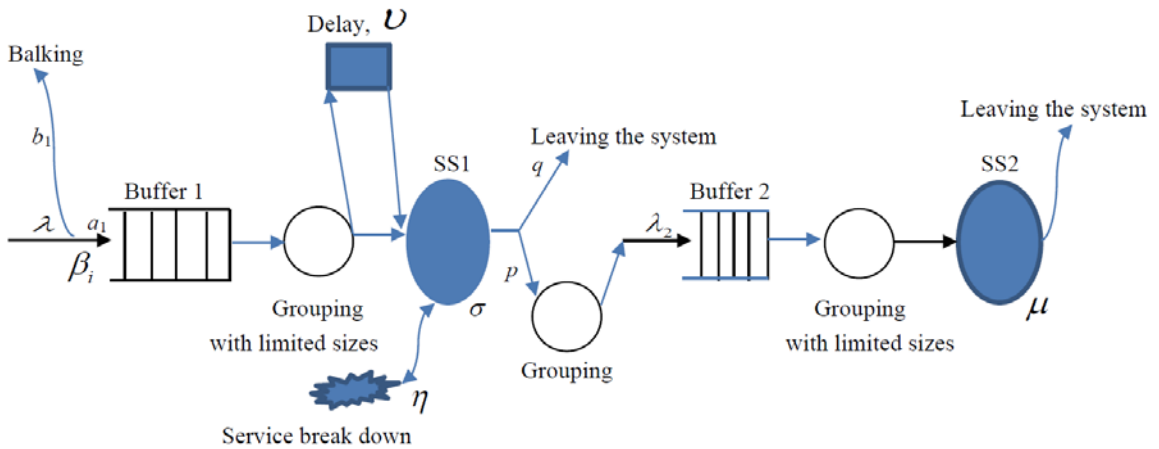 Delay, υ
Balking
b₁
Leaving the system
SS1
q
Leaving the system
SS2
Buffer 1
Buffer 2
λ
a₁
βᵢ
λ₂
p
σ
μ
Grouping
with limited sizes
Grouping
with limited sizes
Grouping
η
Service break down